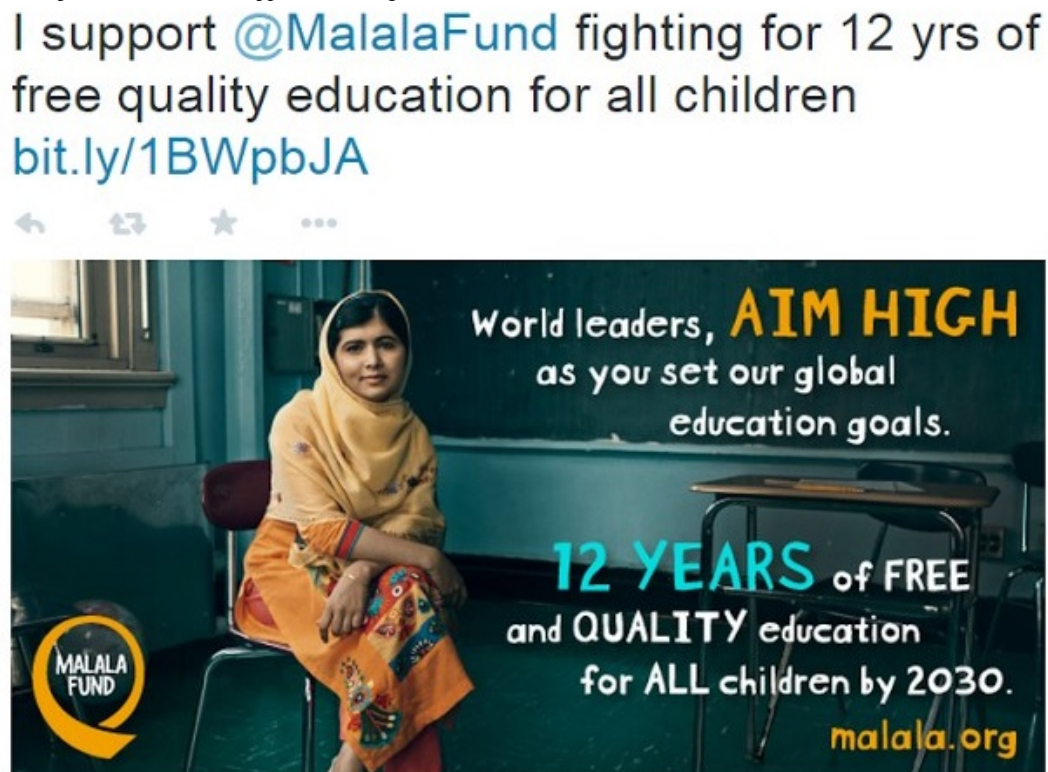 I support @MalalaFund fighting for 12 yrs of
free quality education for all children
bit.ly/1BWpbJA
World leaders, AIM HIGH
as you set our global
education goals.
12 YEARS of FREE
and QUALITY education
for ALL children by 2030.
malala.org
MALALA
FUND